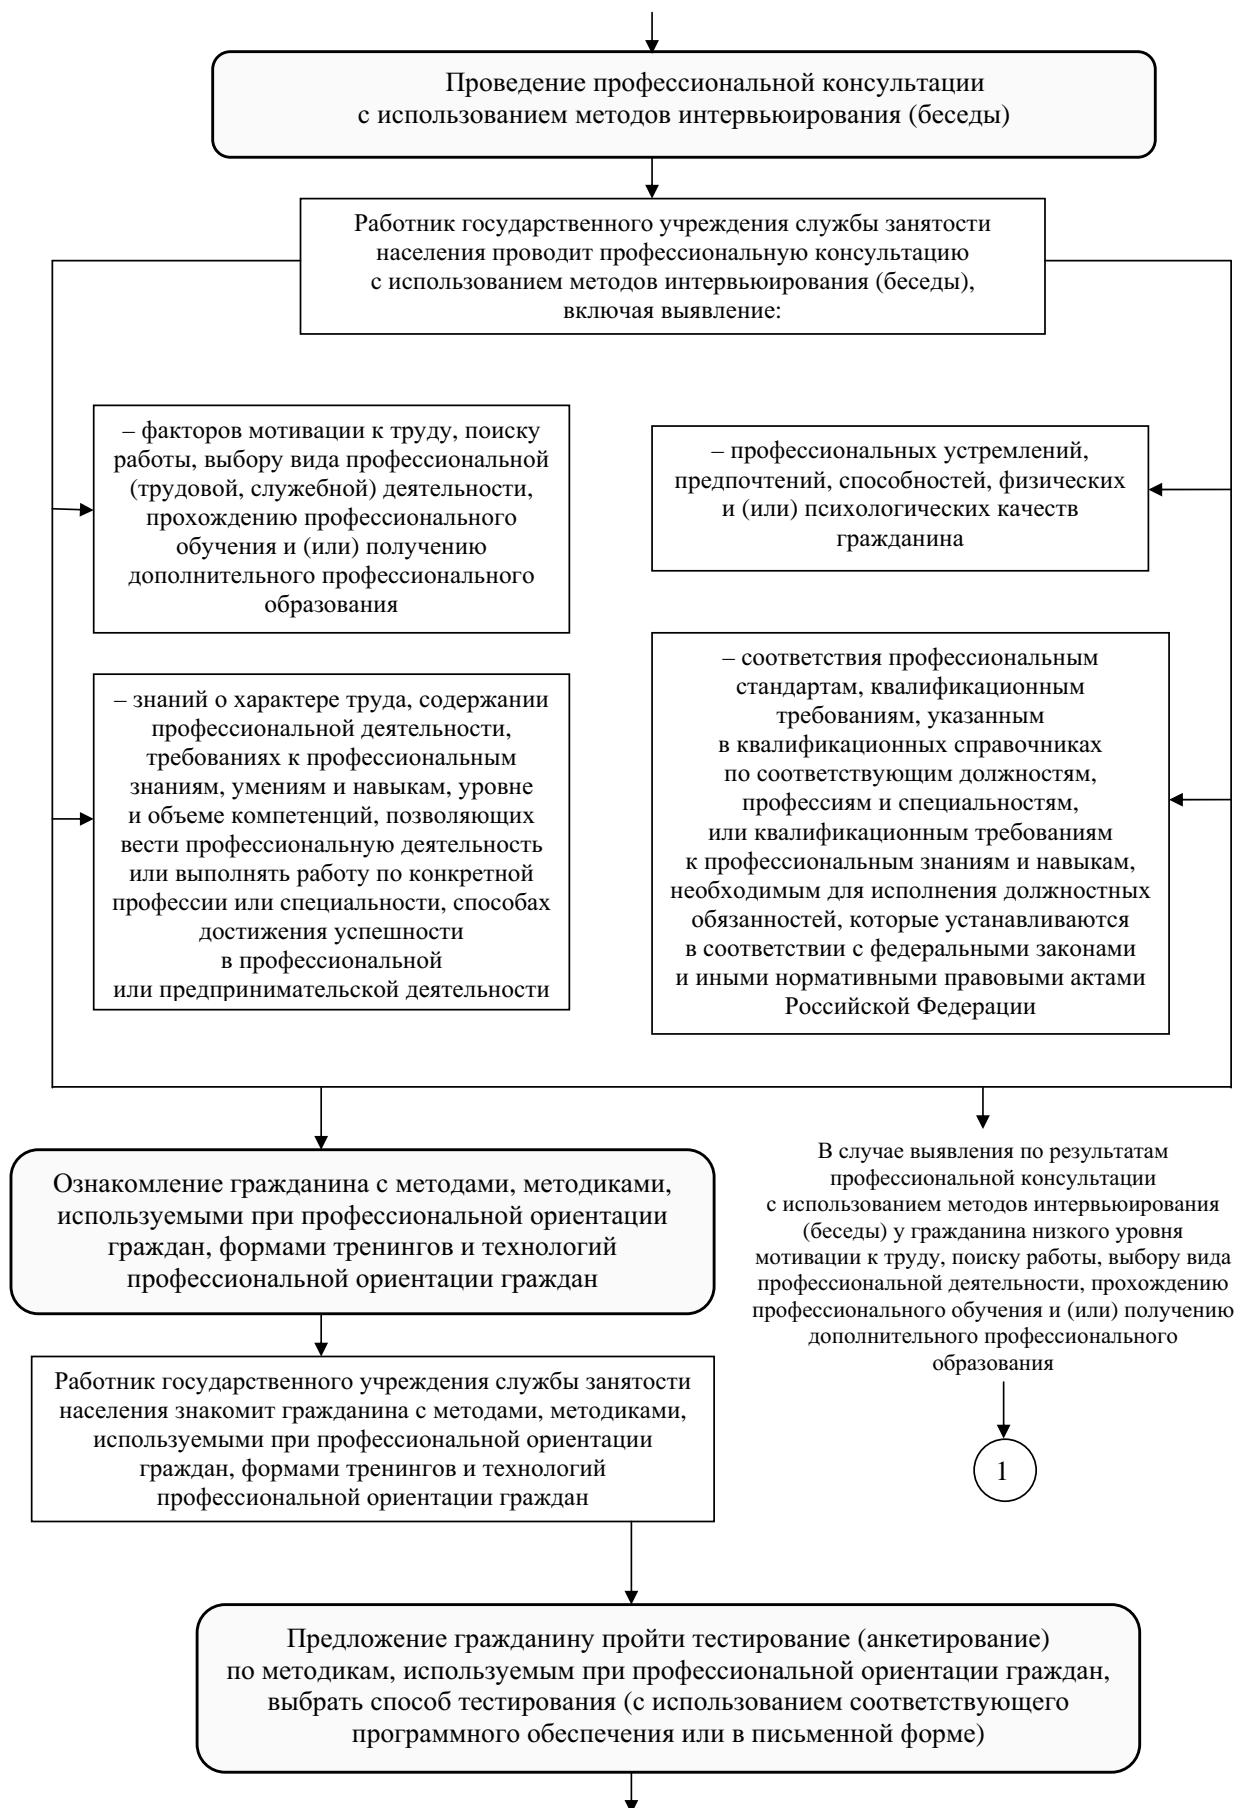 Проведение профессиональной консультации
с использованием методов интервьюирования (беседы)
Работник государственного учреждения службы занятости
населения проводит профессиональную консультацию
с использованием методов интервьюирования (беседы),
включая выявление:
– факторов мотивации к труду, поиску
работы, выбору вида профессиональной
(трудовой, служебной) деятельности,
прохождению профессионального
обучения и (или) получению
дополнительного профессионального
образования
– профессиональных устремлений,
предпочтений, способностей, физических
и (или) психологических качеств
гражданина
– знаний о характере труда, содержании
профессиональной деятельности,
требованиях к профессиональным
знаниям, умениям и навыкам, уровне
и объеме компетенций, позволяющих
вести профессиональную деятельность
или выполнять работу по конкретной
профессии или специальности, способах
достижения успешности
в профессиональной
или предпринимательской деятельности
– соответствия профессиональным
стандартам, квалификационным
требованиям, указанным
в квалификационных справочниках
по соответствующим должностям,
профессиям и специальностям,
или квалификационным требованиям
к профессиональным знаниям и навыкам,
необходимым для исполнения должностных
обязанностей, которые устанавливаются
в соответствии с федеральными законами
и иными нормативными правовыми актами
Российской Федерации
Ознакомление гражданина с методами, методиками,
используемыми при профессиональной ориентации
граждан, формами тренингов и технологий
профессиональной ориентации граждан
В случае выявления по результатам
профессиональной консультации
с использованием методов интервьюирования
(беседы) у гражданина низкого уровня
мотивации к труду, поиску работы, выбору вида
профессиональной деятельности, прохождению
профессионального обучения и (или) получению
дополнительного профессионального
образования
Работник государственного учреждения службы занятости
населения знакомит гражданина с методами, методиками,
используемыми при профессиональной ориентации
граждан, формами тренингов и технологий
профессиональной ориентации граждан
1
Предложение гражданину пройти тестирование (анкетирование)
по методикам, используемым при профессиональной ориентации граждан,
выбрать способ тестирования (с использованием соответствующего
программного обеспечения или в письменной форме)